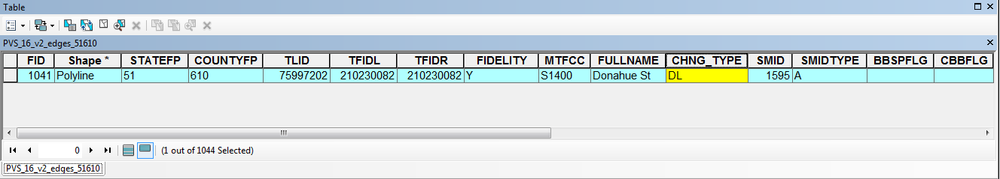 Table
PVS_16_v2_edges_51610
FID Shape * STATEFP COUNTYFP TLID TFIDL TFIDR FIDELITY MTFCC FULLNAME CHNG_TYPE SMID SMIDTYPE BBSPFLG CBBFLG
1041 Polyline 51 610 75997202 210230082 210230082 Y S1400 Donahue St DL 1595 A
0 (1 out of 1044 Selected)
PVS_16_v2_edges_51610